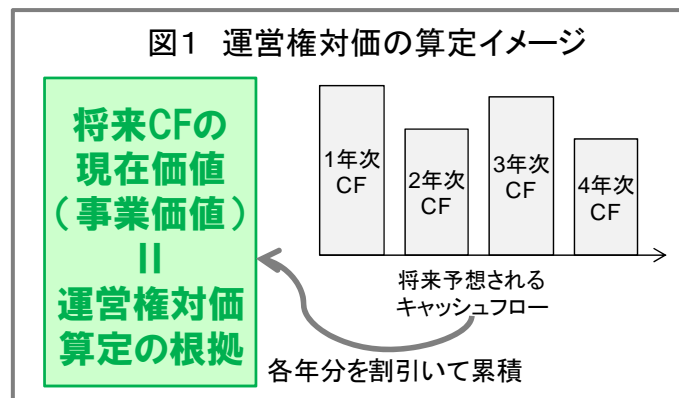 図1 運営権対価の算定イメージ
将来CFの
現在価値
（事業価値）
＝
運営権対価
算定の根拠
1年次
CF
2年次
CF
3年次
CF
4年次
CF
将来予想される
キャッシュフロー
各年分を割引いて累積